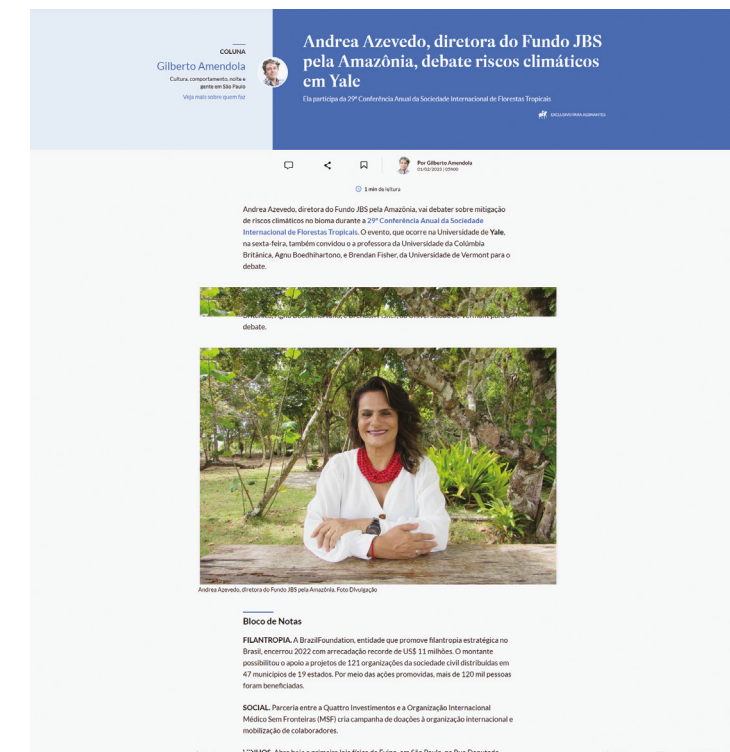 COLUNA
Gilberto Amendola
Cultura, comportamento, noite e
gente em São Paulo
Veja mais sobre quem faz
Andrea Azevedo, diretora do Fundo JBS
pela Amazônia, debate riscos climáticos
em Yale
Ela participa da 29ª Conferência Anual da Sociedade Internacional de Florestas Tropicais
EXCLUSIVO PARA ASSINANTES
Por Gilberto Amendola
01/02/2023 | 03h00
1 min de leitura
Andrea Azevedo, diretora do Fundo JBS pela Amazônia, vai debater sobre mitigação
de riscos climáticos no bioma durante a 29ª Conferência Anual da Sociedade
Internacional de Florestas Tropicais. O evento, que ocorre na Universidade de Yale,
na sexta-feira, também convidou o a professora da Universidade da Colúmbia
Britânica, Agnu Boedhihartono, e Brendan Fisher, da Universidade de Vermont para o
debate.
debate.
Andrea Azevedo, diretora do Fundo JBS pela Amazônia. Foto Divulgação
Bloco de Notas
FILANTROPIA. A BrazilFoundation, entidade que promove filantropia estratégica no
Brasil, encerrou 2022 com arrecadação recorde de US$ 11 milhões. O montante
possibilitou o apoio a projetos de 121 organizações da sociedade civil distribuídas em
47 municípios de 19 estados. Por meio das ações promovidas, mais de 120 mil pessoas
foram beneficiadas.
SOCIAL. Parceria entre a Quattro Investimentos e a Organização Internacional
Médico Sem Fronteiras (MSF) cria campanha de doações à organização internacional e
mobilização de colaboradores.